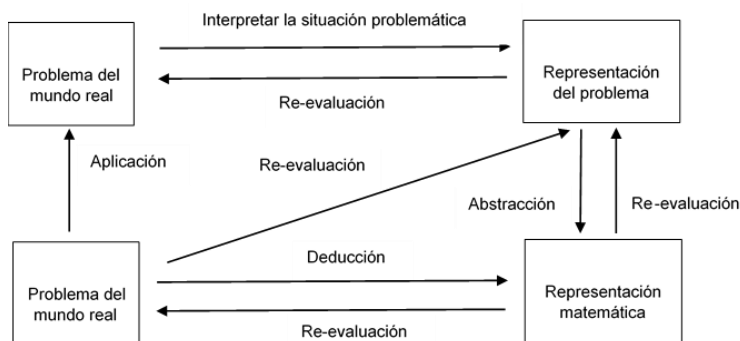 Interpretar la situación problemática
Problema del
mundo real
Representación
del problema
Re-evaluación
Aplicación
Re-evaluación
Abstracción
Re-evaluación
Deducción
Problema del
mundo real
Representación
matemática
Re-evaluación